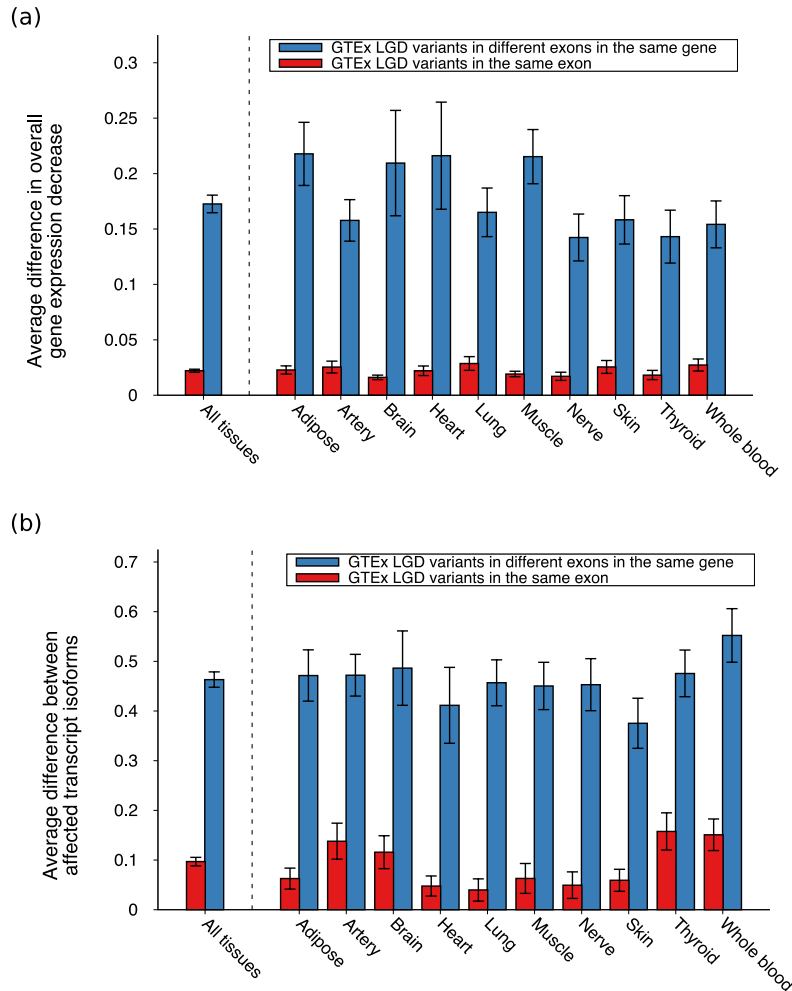 (a)
GTEx LGD variants in different exons in the same gene
GTEx LGD variants in the same exon
Average difference in overall
gene expression decrease
0.3
0.25
0.2
0.15
0.1
0.05
0
All tissues
Adipose
Artery
Brain
Heart
Lung
Muscle
Nerve
Skin
Thyroid
Whole blood
(b)
GTEx LGD variants in different exons in the same gene
GTEx LGD variants in the same exon
Average difference between
affected transcript isoforms
0.7
0.6
0.5
0.4
0.3
0.2
0.1
0
All tissues
Adipose
Artery
Brain
Heart
Lung
Muscle
Nerve
Skin
Thyroid
Whole blood